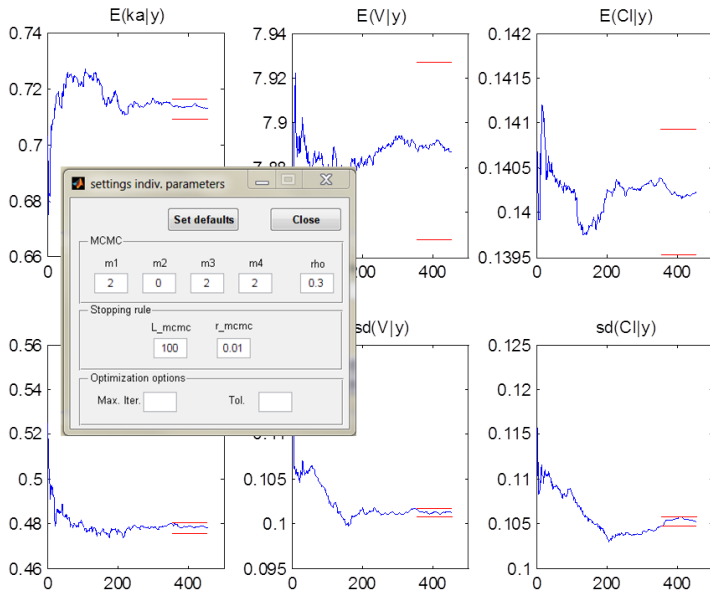 E(ka|y) E(V|y) E(Cl|y)
0.74 7.94 0.142
0.72 7.92 0.1415
0.7 7.9 0.141
0.68 7.88 0.1405
0.14
0.66 0.1395
0 200 400 0 200 400
settings indiv. parameters
Set defaults Close
MCMC
m1 m2 m3 m4 rho
2 0 2 2 0.3
Stopping rule
L_mcmc r_mcmc
100 0.01
Optimization options
Max. Iter. Tol.
sd(V|y) sd(Cl|y)
0.56 0.125
0.54 0.12
0.52 0.115
0.5 0.105 0.11
0.48 0.1 0.105
0.46 0.095 0.1
0 200 400 0 200 400 0 200 400